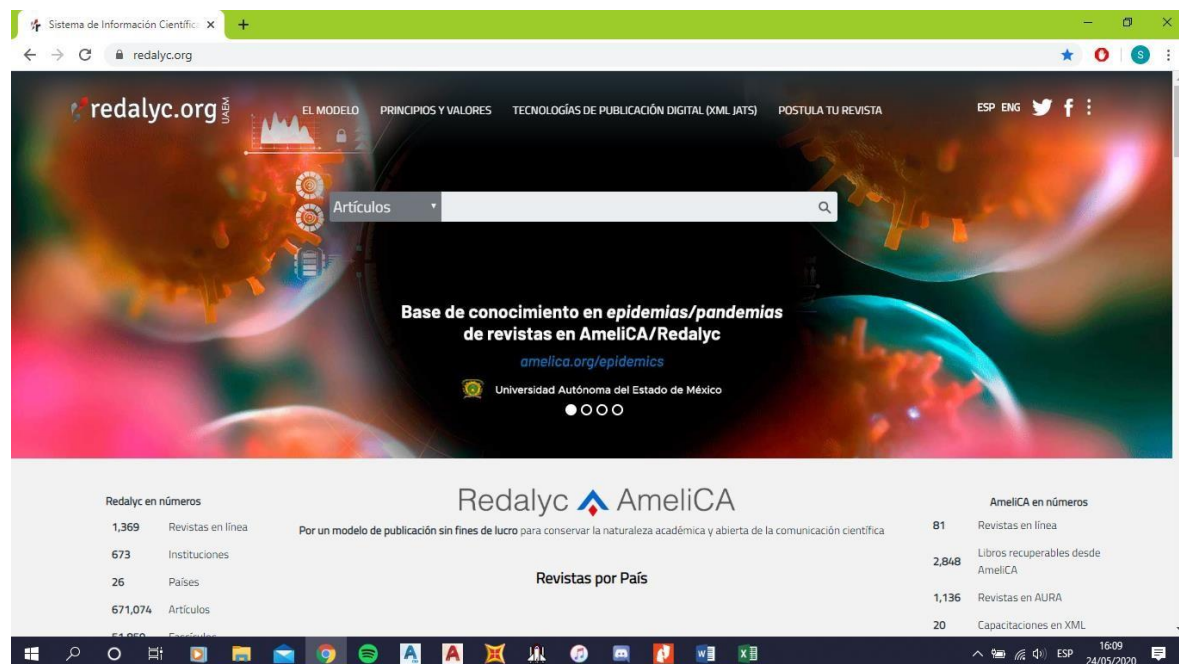 Sistema de Información Científic
redalyc.org
redalyc.org UAEM
EL MODELO PRINCIPIOS Y VALORES TECNOLOGÍAS DE PUBLICACIÓN DIGITAL (XML JATS) POSTULA TU REVISTA ESP ENG
Artículos
Base de conocimiento en epidemias/pandemias
de revistas en AmeliCA/Redalyc
amelica.org/epidemics
Universidad Autónoma del Estado de México
Redalyc AmeliCA
Por un modelo de publicación sin fines de lucro para conservar la naturaleza académica y abierta de la comunicación científica
Revistas por País
Redalyc en números
1,369 Revistas en línea
673 Instituciones
26 Países
671,074 Artículos
AmeliCA en números
81 Revistas en línea
2,848 Libros recuperables desde
AmeliCA
1,136 Revistas en AURA
20 Capacitaciones en XML
ESP
16:09
24/05/2020